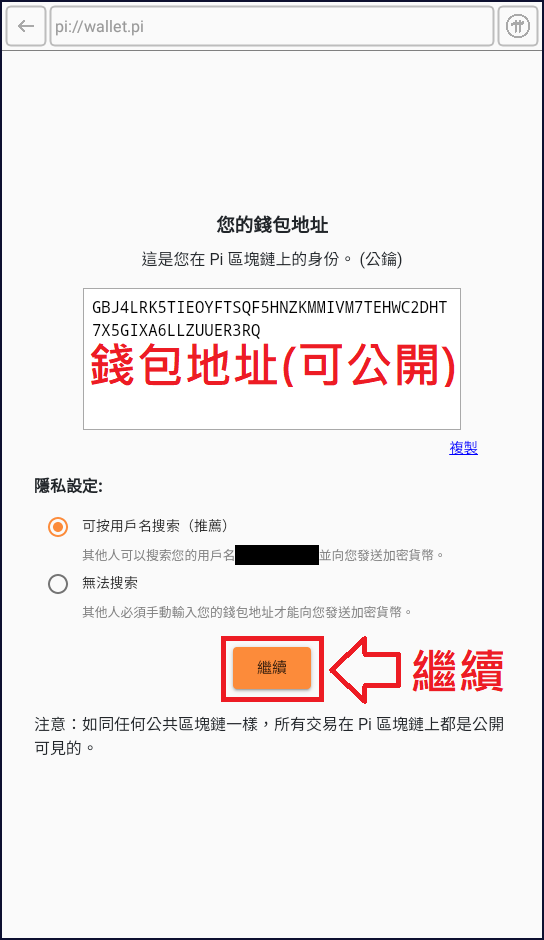 pi://wallet.pi
您的錢包地址
這是您在 Pi 區塊鏈上的身份。 (公鑰)
GBJ4LRK5TIEOYFTSQF5HNZKMMIVM7TEHWC2DHT
7X5GIXA6LLZUUER3RQ
錢包地址(可公開)
複製
隱私設定:
可按用戶名搜索（推薦）
其他人可以搜索您的用戶名 並向您發送加密貨幣。
無法搜索
其他人必須手動輸入您的錢包地址才能向您發送加密貨幣。
繼續
繼續
注意：如同任何公共區塊鏈一樣，所有交易在 Pi 區塊鏈上都是公開
可見的。